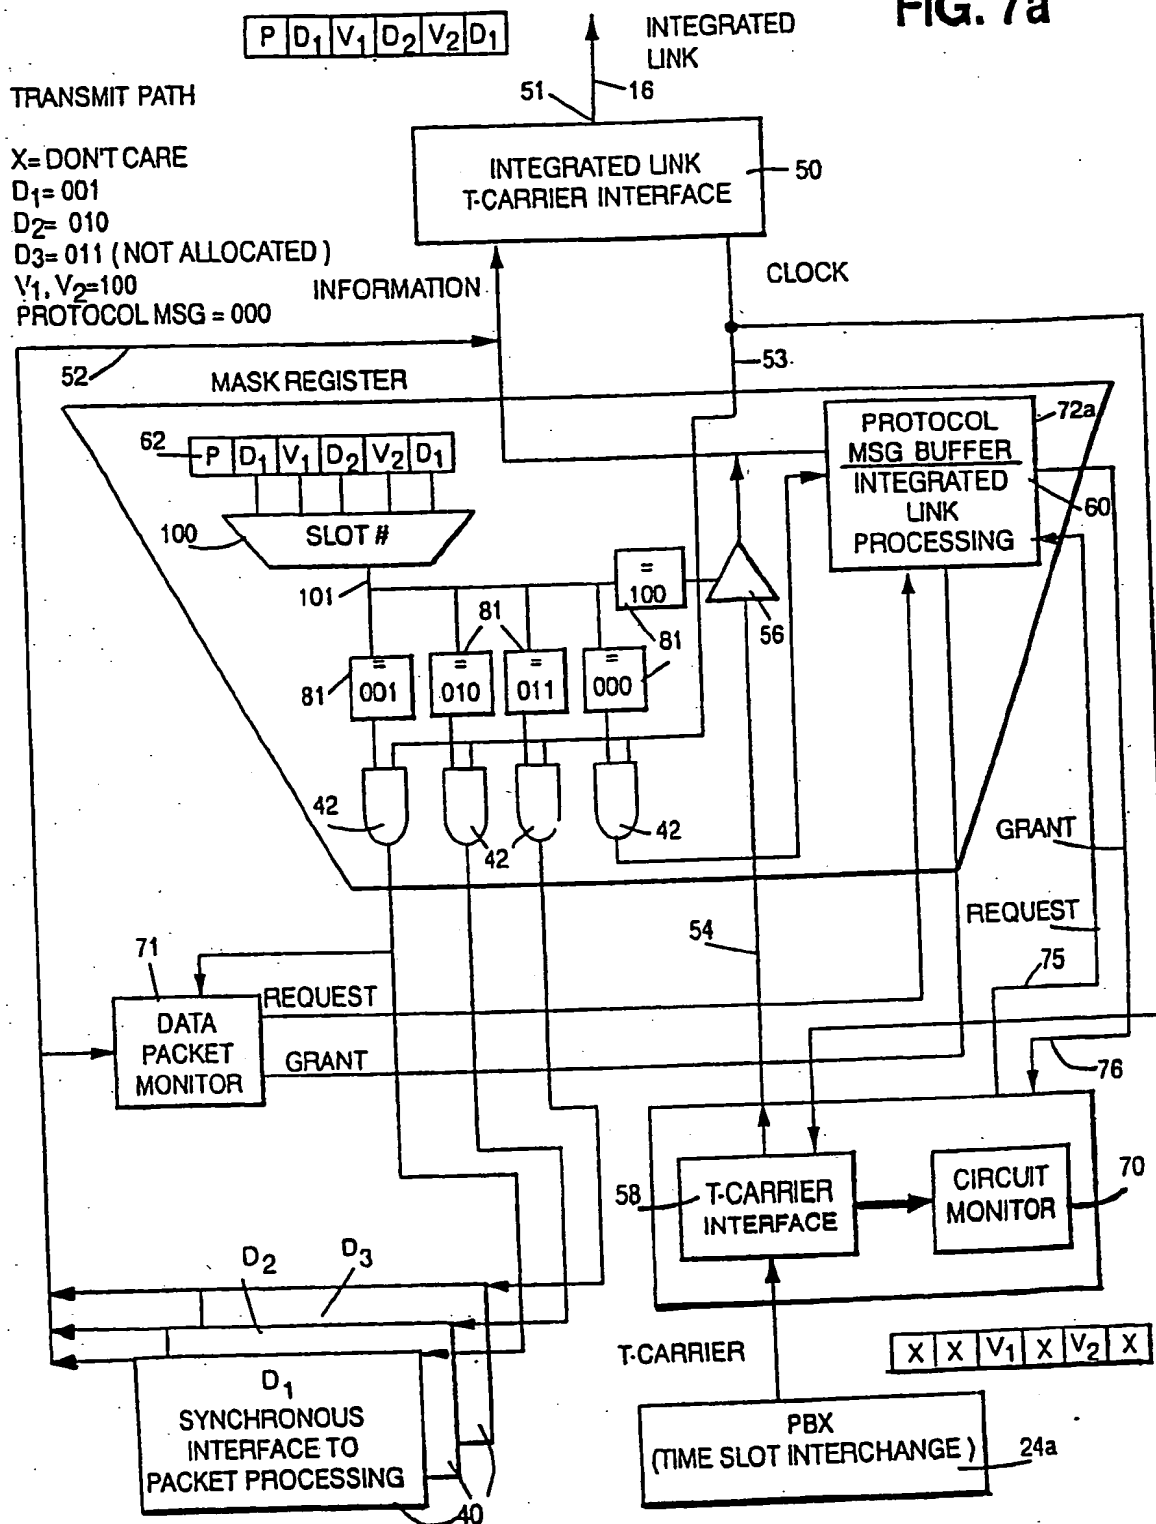 FIG. 7a
P D1 V1 D2 V2 D1
INTEGRATED
LINK
TRANSMIT PATH
51
16
X= DON'T CARE
D1= 001
D2= 010
D3= 011 ( NOT ALLOCATED )
V1, V2=100
PROTOCOL MSG = 000
INTEGRATED LINK
T-CARRIER INTERFACE
50
INFORMATION
CLOCK
52
53
MASK REGISTER
62
P D1 V1 D2 V2 D1
PROTOCOL
MSG BUFFER
INTEGRATED
LINK
PROCESSING
72a
60
100
SLOT #
101
= 100
56
81
81
81
= 001
= 010
= 011
= 000
42
42
42
GRANT
REQUEST
54
75
71
DATA
PACKET
MONITOR
REQUEST
GRANT
76
58
T-CARRIER
INTERFACE
CIRCUIT
MONITOR
70
D2
D3
T-CARRIER
X X V1 X V2 X
D1
SYNCHRONOUS
INTERFACE TO
PACKET PROCESSING
40
PBX
(TIME SLOT INTERCHANGE )
24a